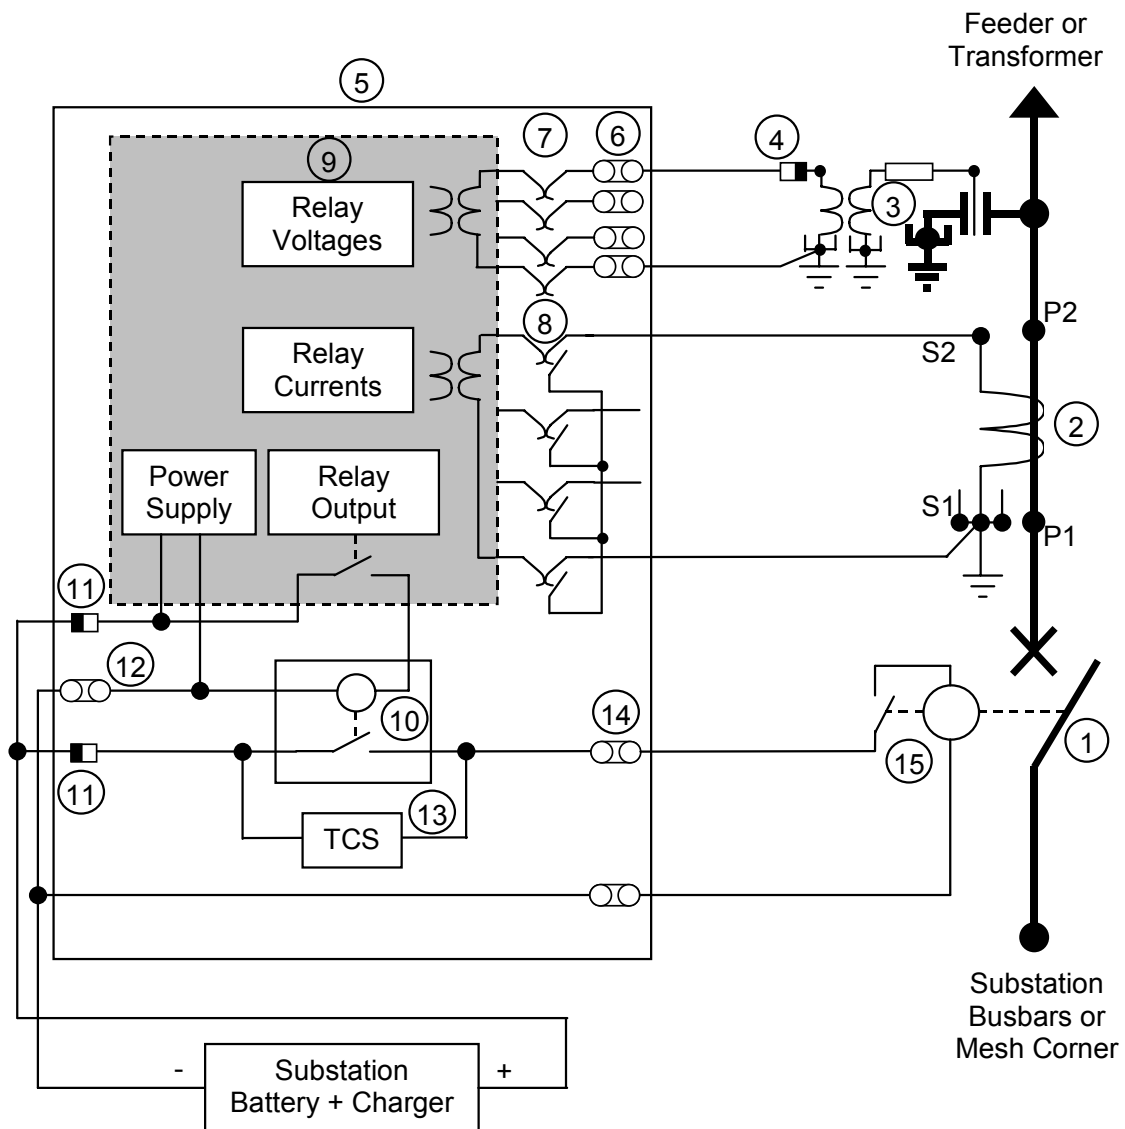 Feeder or
Transformer
5
7
6
4
9
Relay
Voltages
3
8
P2
Relay
Currents
S2
2
Power
Supply
Relay
Output
S1
P1
11
12
10
14
15
1
11
13
TCS
Substation
Busbars or
Mesh Corner
-
Substation
Battery + Charger
+